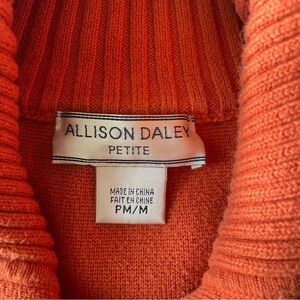 ALLISON DALEY
PETITE
MADE IN CHINA
FAIT EN CHINE
PM/M